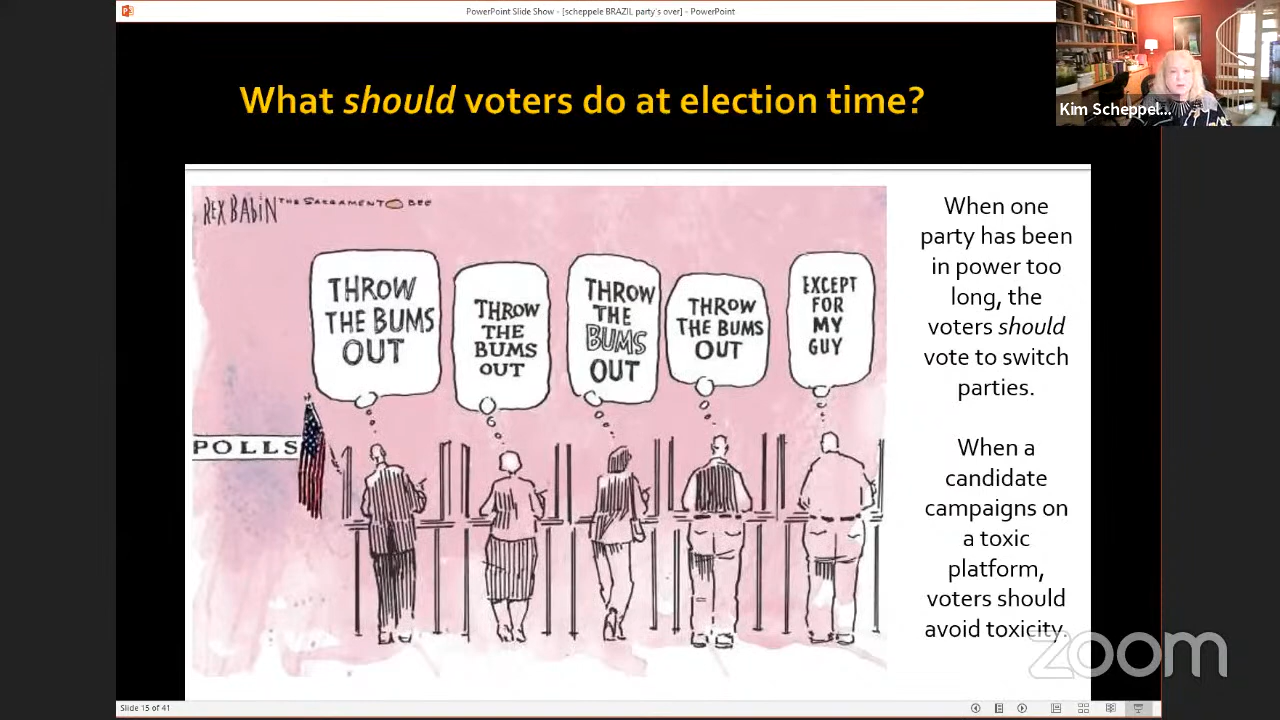 PowerPoint Slide Show - [scheppele BRAZIL party's over] - PowerPoint
Kim Scheppel...
What should voters do at election time?
REX BABIN THE SACRAMENTO BEE
THROW
THE BUMS
OUT
THROW
THE
BUMS
OUT
THROW
THE
BUMS
OUT
THROW
THE BUMS
OUT
EXCEPT
FOR
MY
GUY
POLLS
When one
party has been
in power too
long, the
voters should
vote to switch
parties.
When a
candidate
campaigns on
a toxic
platform,
voters should
avoid toxicity.
zoom
Slide 15 of 41